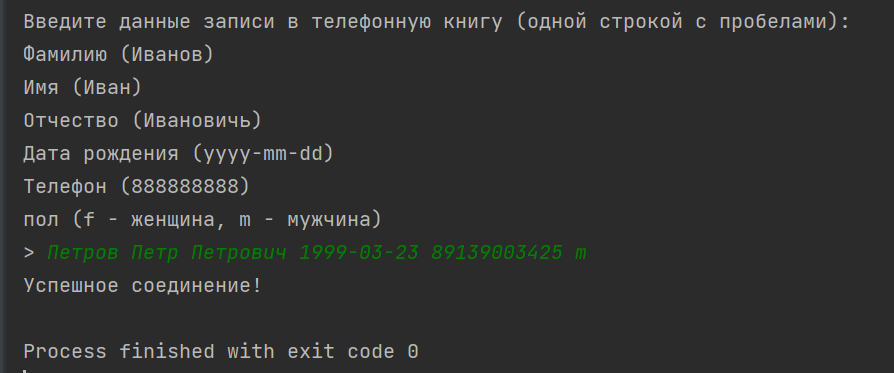 Введите данные записи в телефонную книгу (одной строкой с пробелами):
Фамилию (Иванов)
Имя (Иван)
Отчество (Ивановичь)
Дата рождения (yyyy-mm-dd)
Телефон (888888888)
пол (f - женщина, m - мужчина)
> Петров Петр Петрович 1999-03-23 89139003425 m
Успешное соединение!
Process finished with exit code 0